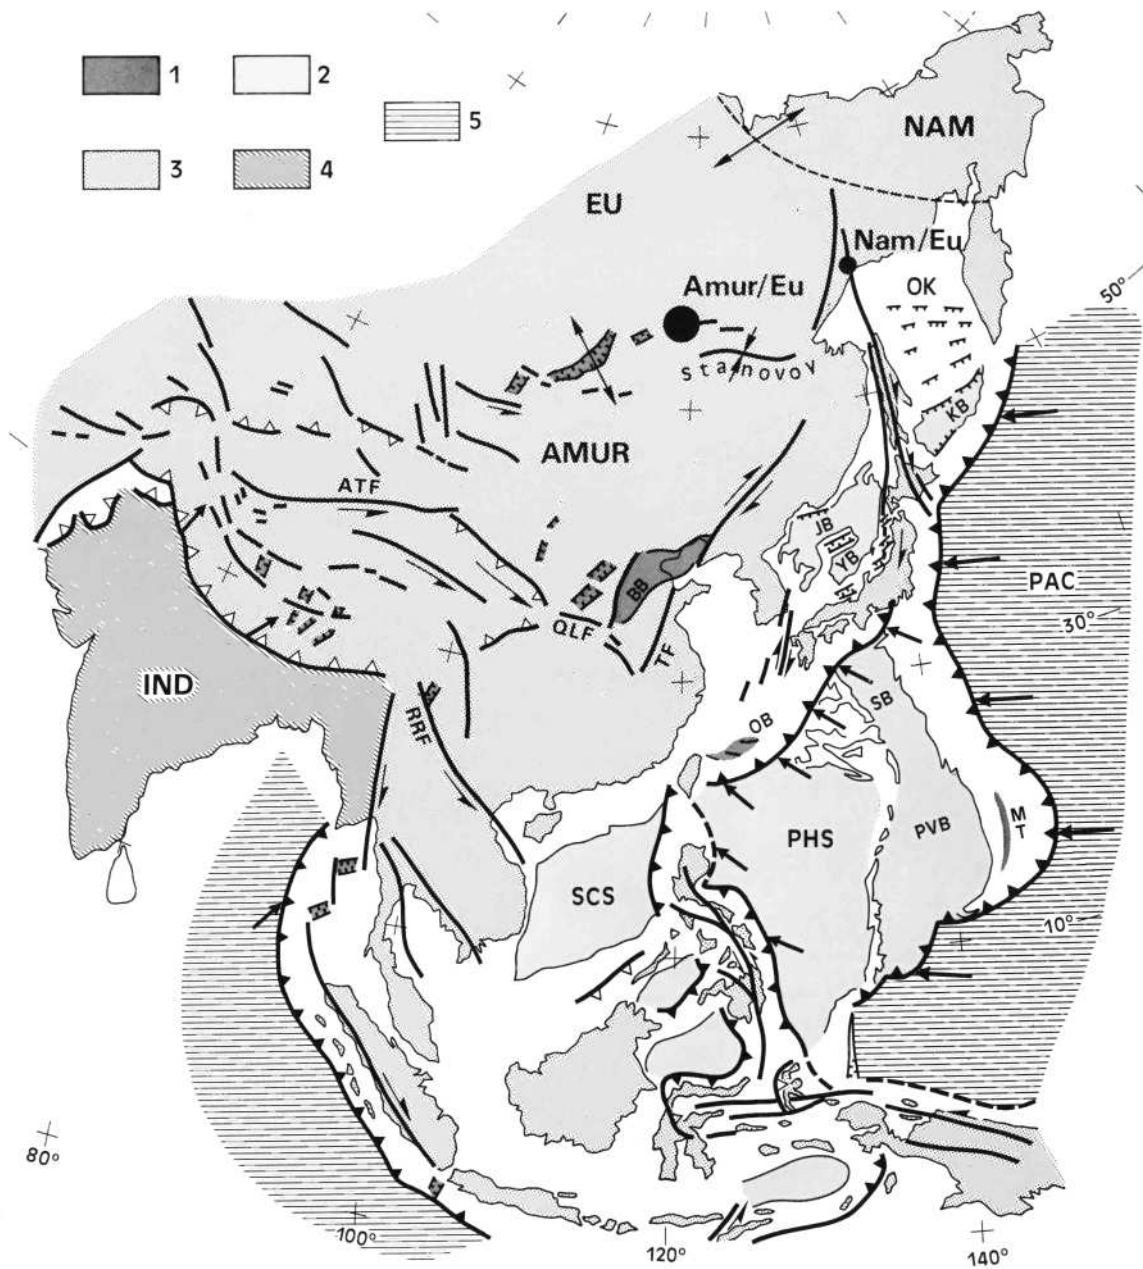 1
2
5
3
4
NAM
EU
Nam/Eu
Amur/Eu
OK
50°
Stanovoy
KB
AMUR
ATF
JB
YB
BB
PAC
30°
QLF
TF
IND
SB
RRF
OB
M
T
PHS
PVB
SCS
10°
80°
100°
120°
140°